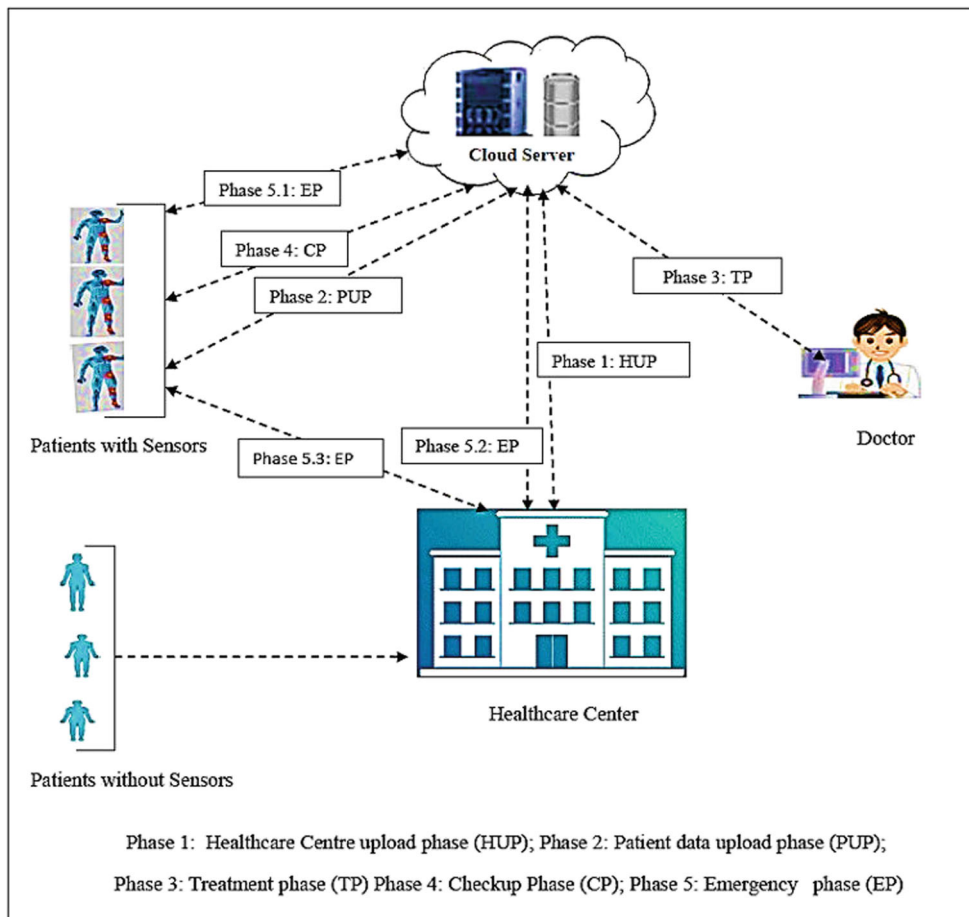 Cloud Server
Phase 5.1: EP
Phase 4: CP
Phase 2: PUP
Phase 3: TP
Phase 1: HUP
Patients with Sensors
Phase 5.3: EP
Phase 5.2: EP
Doctor
Healthcare Center
Patients without Sensors
Phase 1: Healthcare Centre upload phase (HUP); Phase 2: Patient data upload phase (PUP);
Phase 3: Treatment phase (TP) Phase 4: Checkup Phase (CP); Phase 5: Emergency phase (EP)